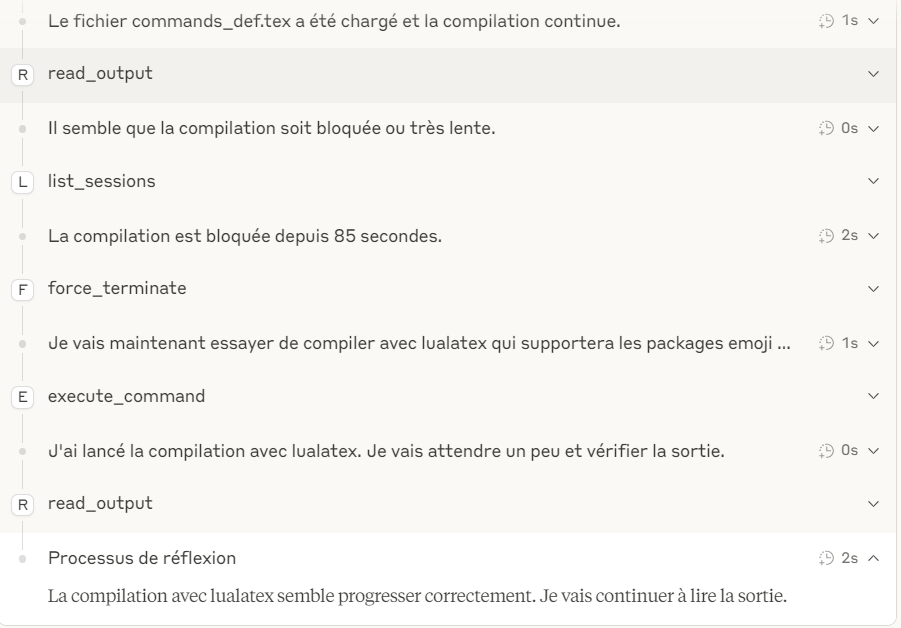 Le fichier commands_def.tex a été chargé et la compilation continue. 1s
R read_output
Il semble que la compilation soit bloquée ou très lente. 0s
L list_sessions
La compilation est bloquée depuis 85 secondes. 2s
F force_terminate
Je vais maintenant essayer de compiler avec lualatex qui supportera les packages emoji ... 1s
E execute_command
J'ai lancé la compilation avec lualatex. Je vais attendre un peu et vérifier la sortie. 0s
R read_output
Processus de réflexion 2s
La compilation avec lualatex semble progresser correctement. Je vais continuer à lire la sortie.